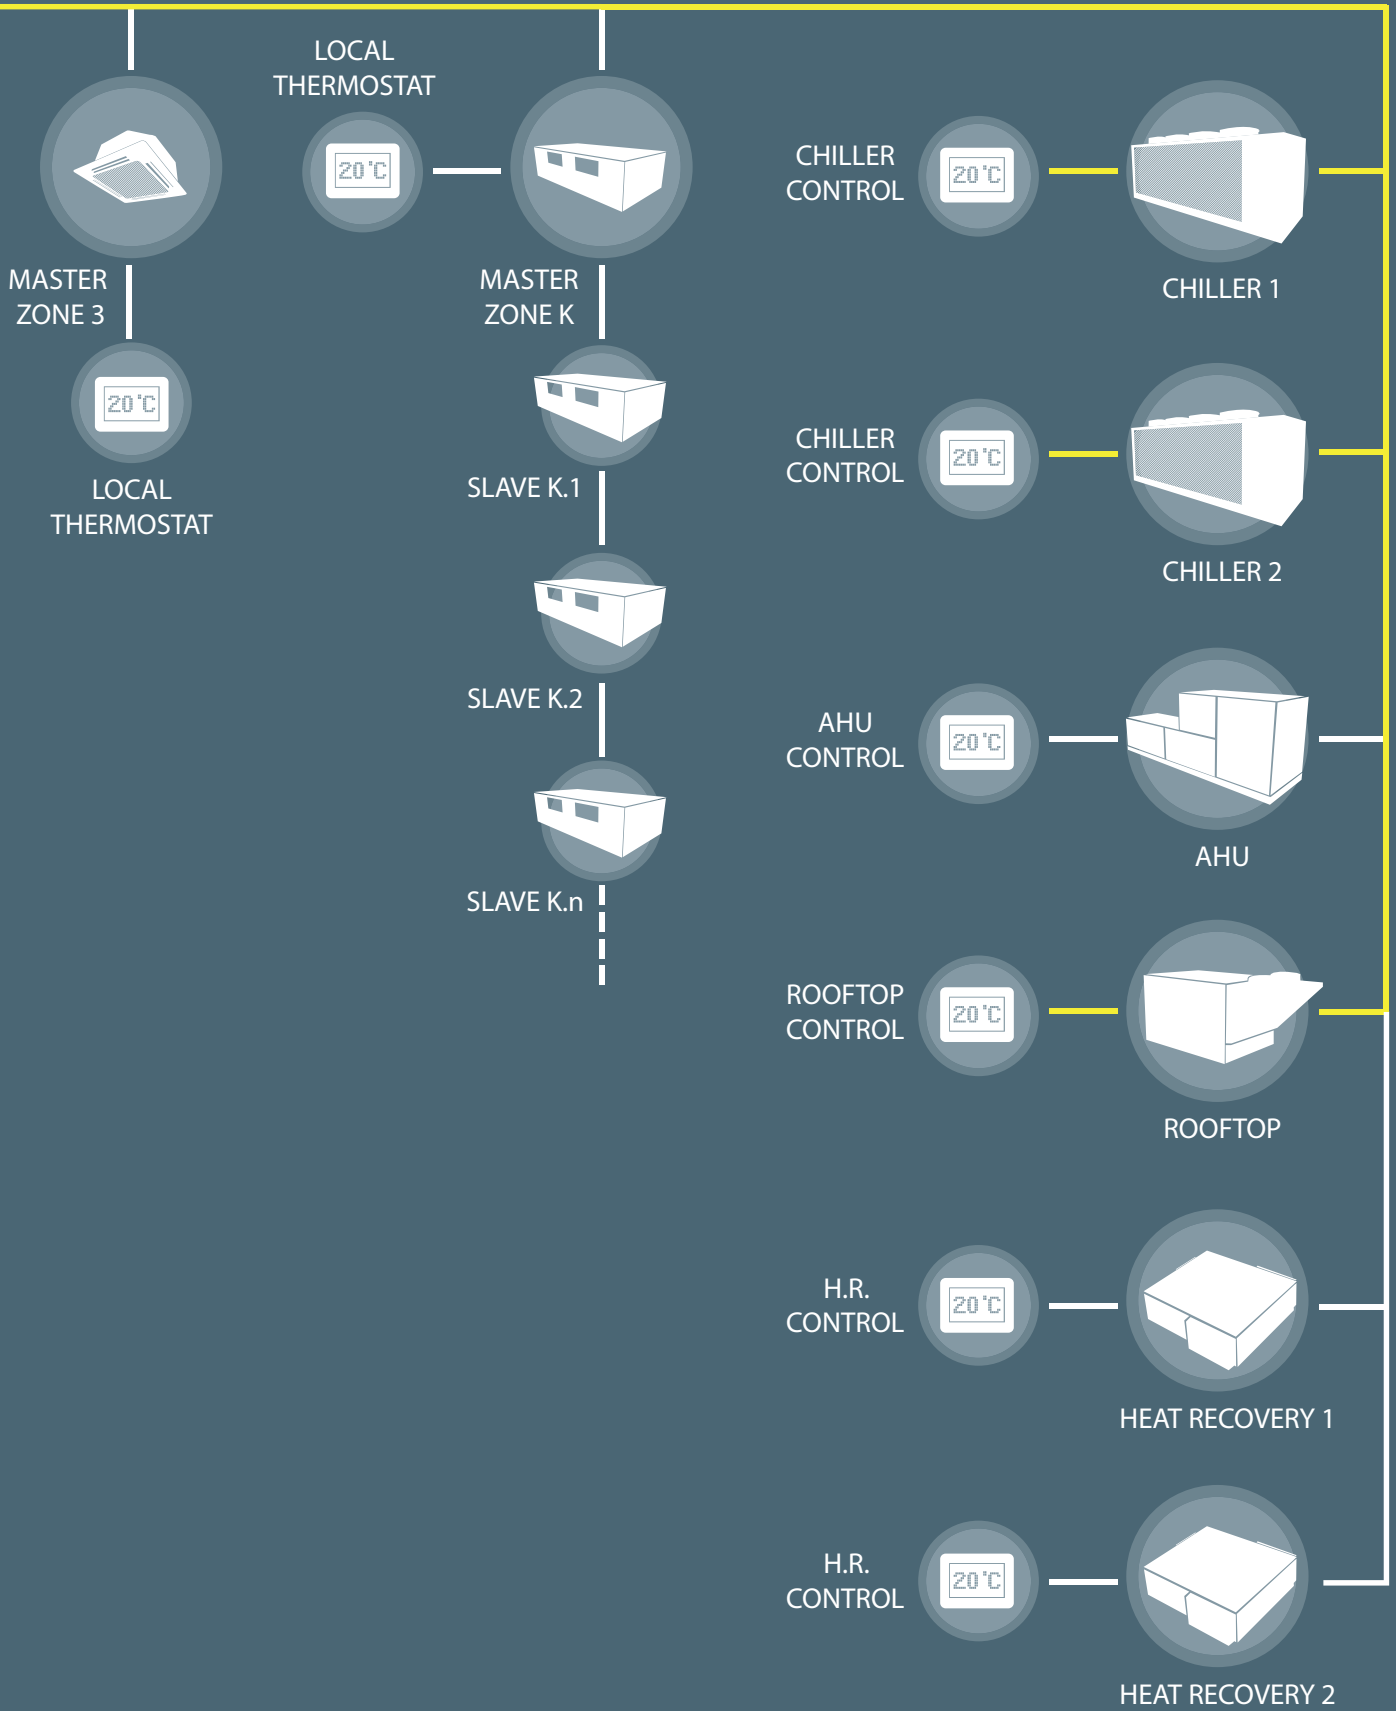 LOCAL
THERMOSTAT
20°C
MASTER
ZONE 3
20°C
LOCAL
THERMOSTAT
MASTER
ZONE K
SLAVE K.1
SLAVE K.2
SLAVE K.n
CHILLER
CONTROL
20°C
CHILLER 1
CHILLER
CONTROL
20°C
CHILLER 2
AHU
CONTROL
20°C
AHU
ROOFTOP
CONTROL
20°C
ROOFTOP
H.R.
CONTROL
20°C
HEAT RECOVERY 1
H.R.
CONTROL
20°C
HEAT RECOVERY 2